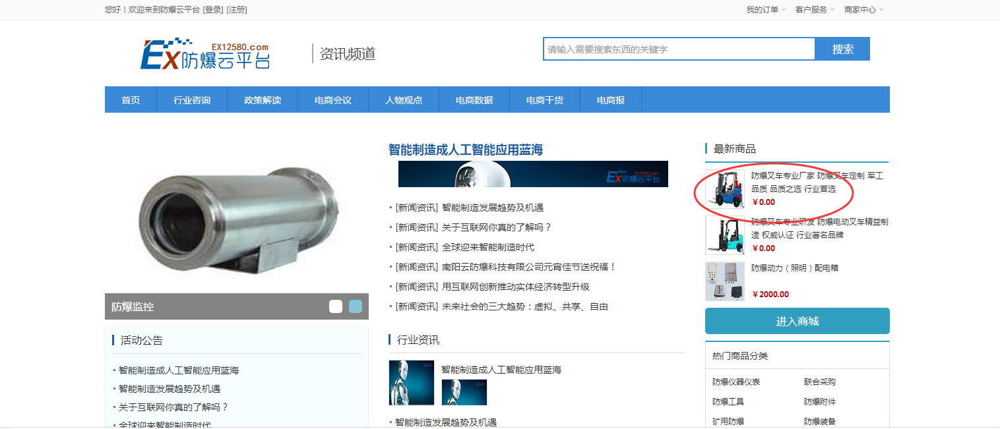 您好！欢迎来到防爆云平台 [登录] [注册]
我的订单 客户服务 商家中心
EX12580.com
Ex防爆云平台
资讯频道
请输入需要搜索东西的关键字 搜索
首页 行业咨询 政策解读 电商会议 人物观点 电商数据 电商干货 电商报
防爆监控
活动公告
智能制造成人工智能应用蓝海
智能制造发展趋势及机遇
关于互联网你真的了解吗？
全球迎来智能制造时代
智能制造成人工智能应用蓝海
EX12580.com
Ex防爆云平台
[新闻资讯] 智能制造发展趋势及机遇
[新闻资讯] 关于互联网你真的了解吗？
[新闻资讯] 全球迎来智能制造时代
[新闻资讯] 南阳云防爆科技有限公司元宵佳节送祝福！
[新闻资讯] 用互联网创新推动实体经济转型升级
[新闻资讯] 未来社会的三大趋势：虚拟、共享、自由
行业资讯
智能制造成人工智能应用蓝海
智能制造发展趋势及机遇
最新商品
防爆叉车专业厂家 防爆叉车定制 军工
品质 品质之选 行业首选
￥0.00
防爆叉车专业研发 防爆电动叉车精益制
造 权威认证 行业著名品牌
￥0.00
防爆动力（照明）配电箱
￥2000.00
进入商城
热门商品分类
防爆仪器仪表 联合采购
防爆工具 防爆附件
矿用防爆 防爆装备